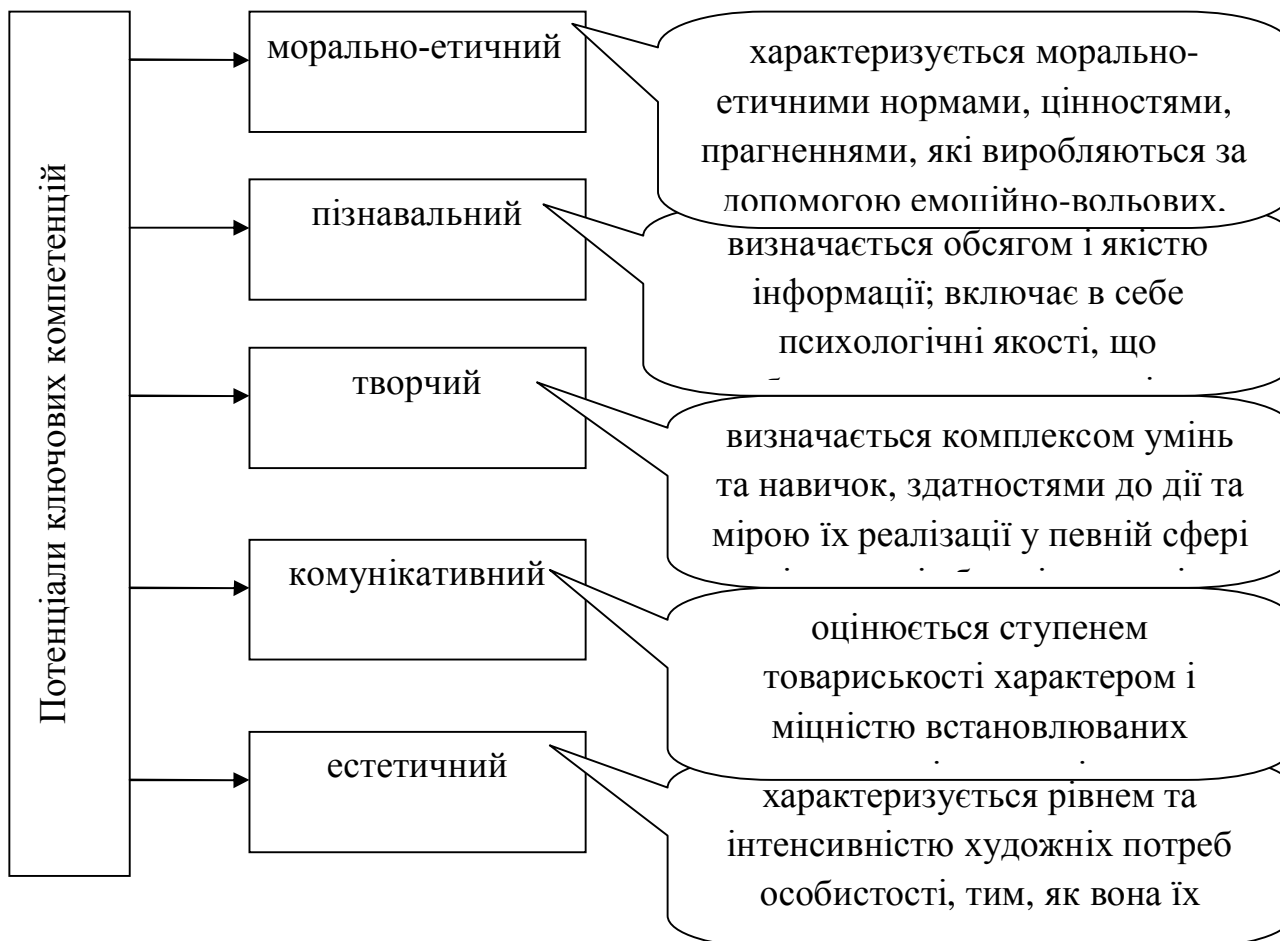 Потенціали ключових компетенцій
морально-етичний
характеризується морально-
етичними нормами, цінностями,
прагненнями, які виробляються за
допомогою емоційно-вольових,
пізнавальний
визначається обсягом і якістю
інформації; включає в себе
психологічні якості, що
творчий
визначається комплексом умінь
та навичок, здатностями до дії та
мірою їх реалізації у певній сфері
комунікативний
оцінюється ступенем
товариськості характером і
міцністю встановлюваних
естетичний
характеризується рівнем та
інтенсивністю художніх потреб
особистості, тим, як вона їх